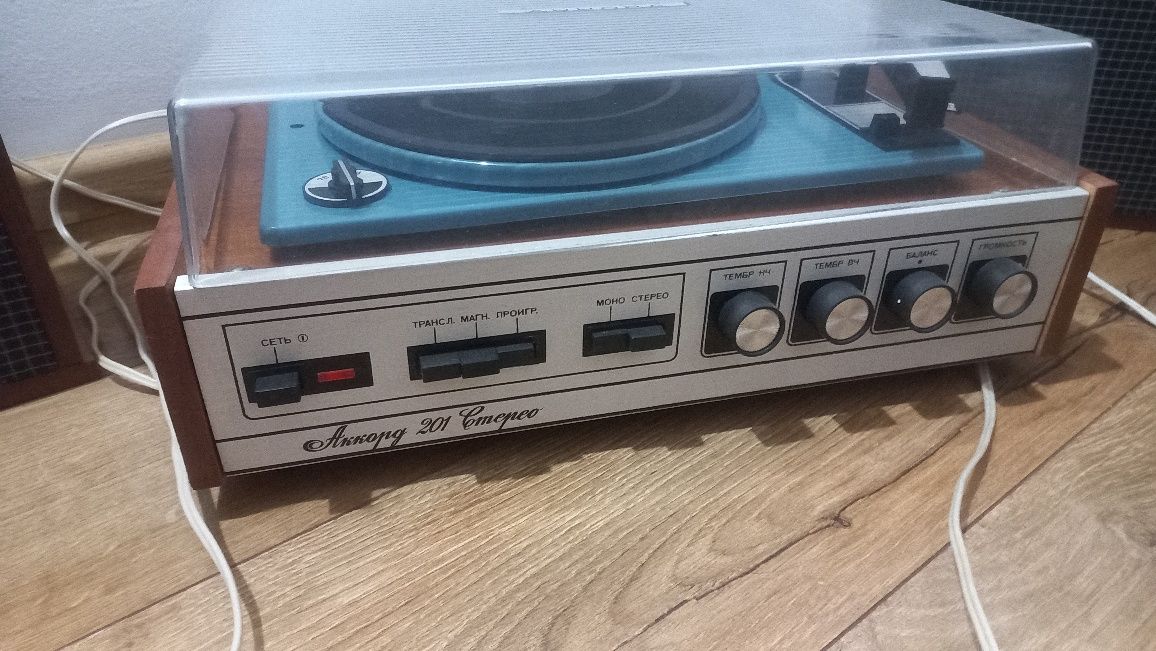 СЕТЬ
ТРАНСЛ. МАГН. ПРОИГР.
МОНО СТЕРЕО
ТЕМБР НЧ
ТЕМБР ВЧ
БАЛАНС
ГРОМКОСТЬ
Аккорд 201 Стерео